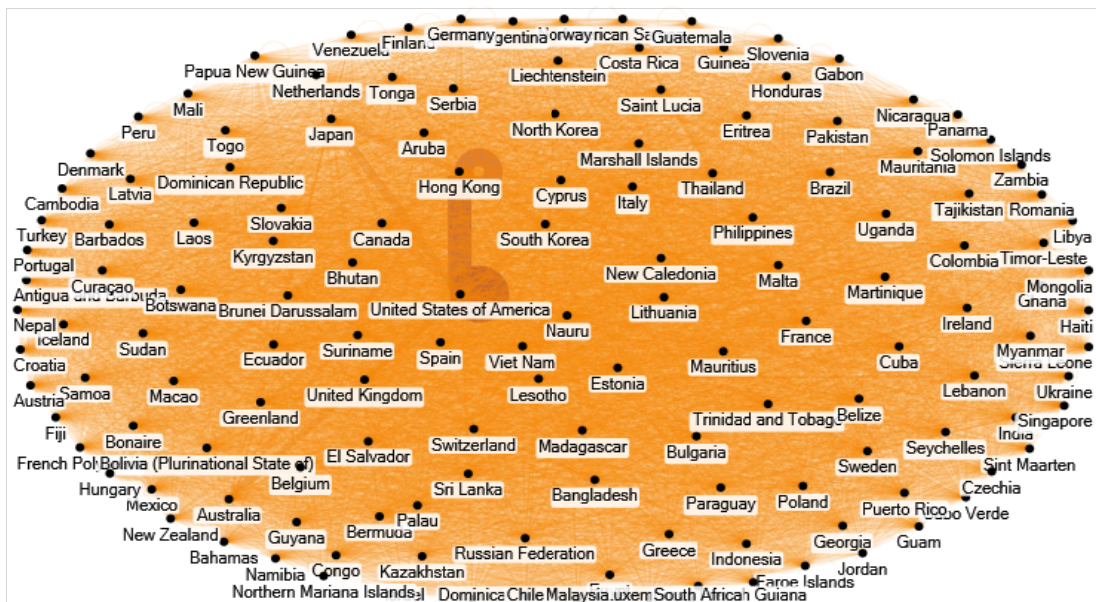 Germany
Norway
Guatemala
Finland
Venezuela
Slovenia
Costa Rica
Guinea
Gabon
Liechtenstein
Papua New Guinea
Netherlands
Tonga
Serbia
Saint Lucia
Honduras
Mali
Nicaragua
Peru
Togo
Japan
Aruba
North Korea
Eritrea
Pakistan
Panama
Marshall Islands
Mauritania
Solomon Islands
Denmark
Latvia
Dominican Republic
Hong Kong
Cyprus
Italy
Thailand
Brazil
Zambia
Cambodia
Tajikistan
Romania
Turkey
Barbados
Laos
Slovakia
Canada
South Korea
Philippines
Uganda
Libya
Kyrgyzstan
Colombia
Timor-Leste
Portugal
Curaçao
Bhutan
New Caledonia
Malta
Mongolia
Antigua and Barbuda
Botswana
Brunei Darussalam
United States of America
Lithuania
Martinique
Ghana
Nepal
Iceland
Nauru
Ireland
Haiti
Sudan
Ecuador
Suriname
Spain
Viet Nam
France
Mauritius
Cuba
Myanmar
Sierra Leone
Croatia
Austria
Samoa
Macao
United Kingdom
Lesotho
Estonia
Lebanon
Ukraine
Greenland
Trinidad and Tobago
Belize
Singapore
Fiji
Bonaire
Switzerland
Madagascar
Bulgaria
Seychelles
India
French Pol
Bolivia (Plurinational State of)
El Salvador
Sweden
Sint Maarten
Hungary
Belgium
Sri Lanka
Bangladesh
Paraguay
Poland
Czechia
Mexico
Australia
Palau
Puerto Rico
New Zealand
Guyana
Bermuda
Georgia
Guam
Bahamas
Congo
Kazakhstan
Russian Federation
Greece
Indonesia
Jordan
Namibia
Faroe Islands
Northern Mariana Islands
Dominica
Chile
Malaysia
South Africa
Guiana